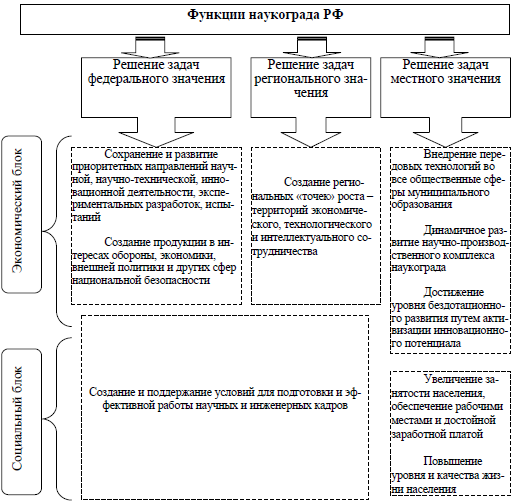 Функции наукограда РФ
Решение задач
федерального значения
Решение задач
регионального зна-
чения
Решение задач
местного значения
Экономический блок
Сохранение и развитие
приоритетных направлений науч-
ной, научно-технической, инно-
вационной деятельности, экспе-
риментальных разработок, испы-
таний
Создание продукции в ин-
тересах обороны, экономики,
внешней политики и других сфер
национальной безопасности
Создание регио-
нальных «точек» роста –
территорий экономиче-
ского, технологического
и интеллектуального со-
трудничества
Внедрение пере-
довых технологий во
все общественные сфе-
ры муниципального
образования
Динамичное раз-
витие научно-производ-
ственного комплекса
наукограда
Достижение
уровня бездотационно-
го развития путем акти-
визации инновационно-
го потенциала
Социальный блок
Создание и поддержание условий для подготовки и эф-
фективной работы научных и инженерных кадров
Увеличение за-
нятости населения,
обеспечение рабочими
местами и достойной
заработной платой
Повышение
уровня и качества жиз-
ни населения